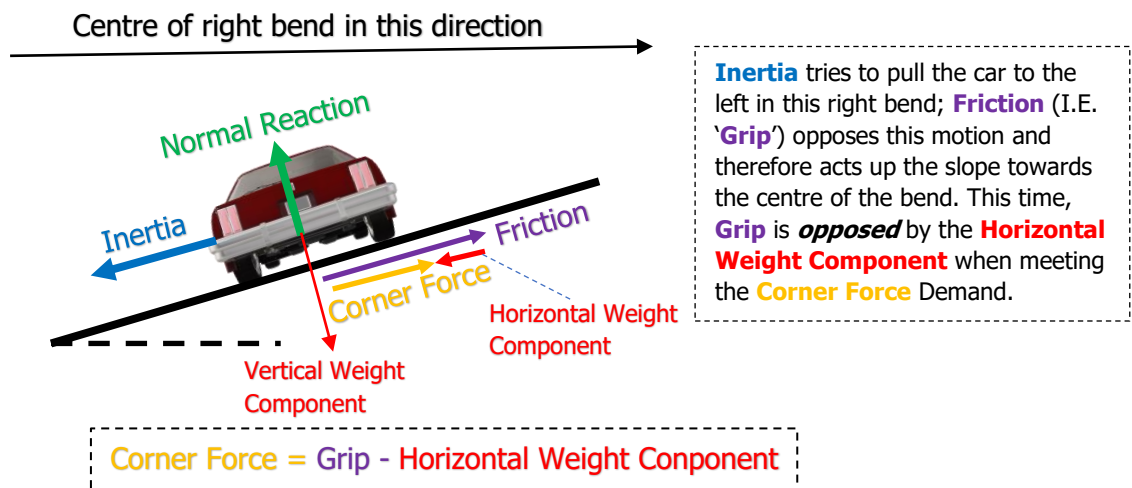 Centre of right bend in this direction
Normal Reaction
Inertia
Friction
Corner Force
Horizontal Weight
Component
Vertical Weight
Component
Inertia tries to pull the car to the
left in this right bend; Friction (I.E.
‘Grip’) opposes this motion and
therefore acts up the slope towards
the centre of the bend. This time,
Grip is opposed by the Horizontal
Weight Component when meeting
the Corner Force Demand.
Corner Force = Grip - Horizontal Weight Conponent